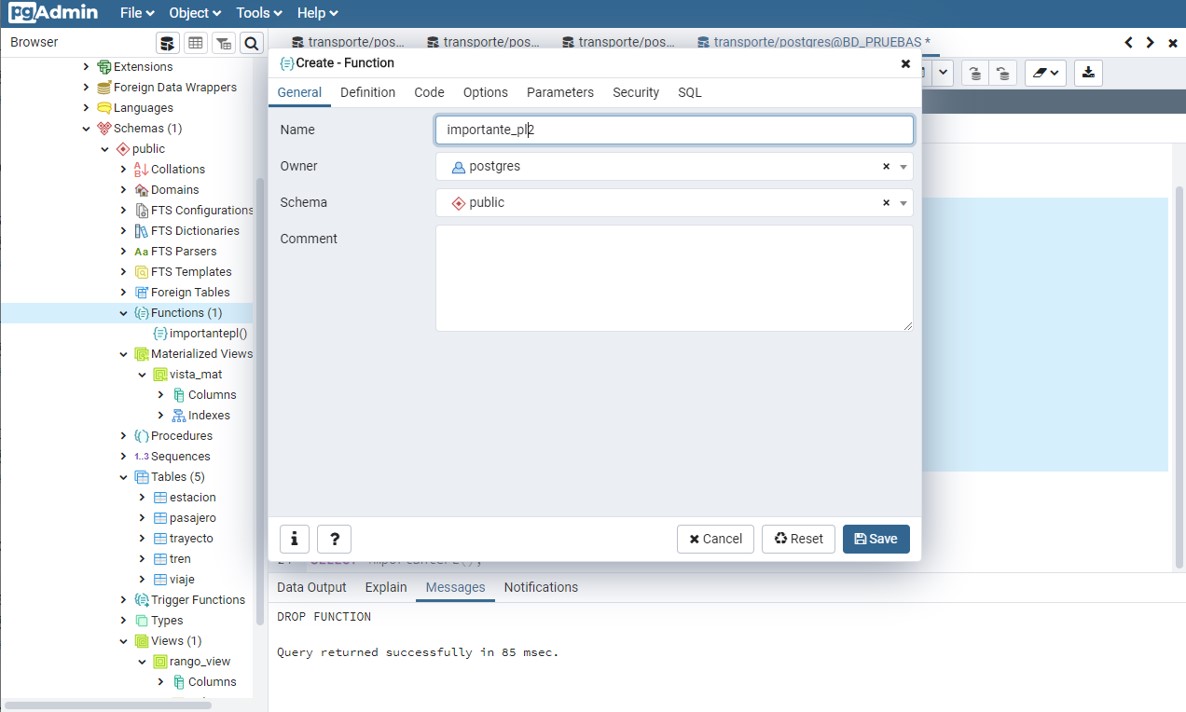 pgAdmin File Object Tools Help
Browser
transporte/pos... transporte/pos... transporte/pos... transporte/postgres@BD_PRUEBAS *
Extensions
Foreign Data Wrappers
Languages
Schemas (1)
public
Collations
Domains
FTS Configurations
FTS Dictionaries
Aa FTS Parsers
FTS Templates
Foreign Tables
Functions (1)
importantepl()
Materialized Views
vista_mat
Columns
Indexes
Procedures
1..3 Sequences
Tables (5)
estacion
pasajero
trayecto
tren
viaje
Trigger Functions
Types
Views (1)
rango_view
Columns
Create - Function
General Definition Code Options Parameters Security SQL
Name importante_pl2
Owner postgres
Schema public
Comment
i ? Cancel Reset Save
Data Output Explain Messages Notifications
DROP FUNCTION
Query returned successfully in 85 msec.